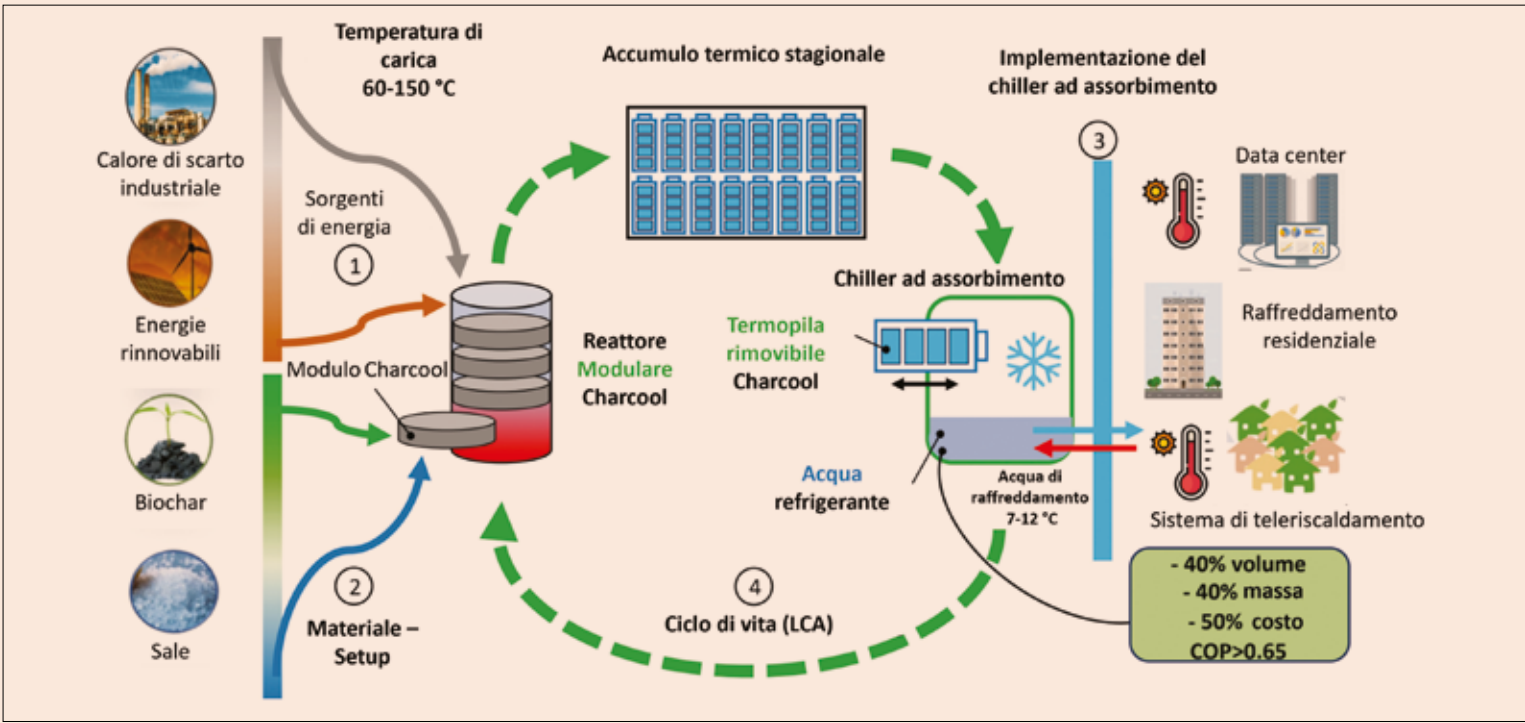 Temperatura di
carica
60-150 °C
Accumulo termico stagionale
Implementazione del
chiller ad assorbimento
Calore di scarto
industriale
Sorgenti
di energia
1
Energie
rinnovabili
Modulo Charcool
Biochar
Sale
2
Materiale –
Setup
Reattore
Modulare
Charcool
Chiller ad assorbimento
Termopila
rimovibile
Charcool
Acqua
refrigerante
Acqua di
raffreddamento
7-12 °C
3
Data center
Raffreddamento
residenziale
Sistema di teleriscaldamento
4
Ciclo di vita (LCA)
- 40% volume
- 40% massa
- 50% costo
COP>0.65